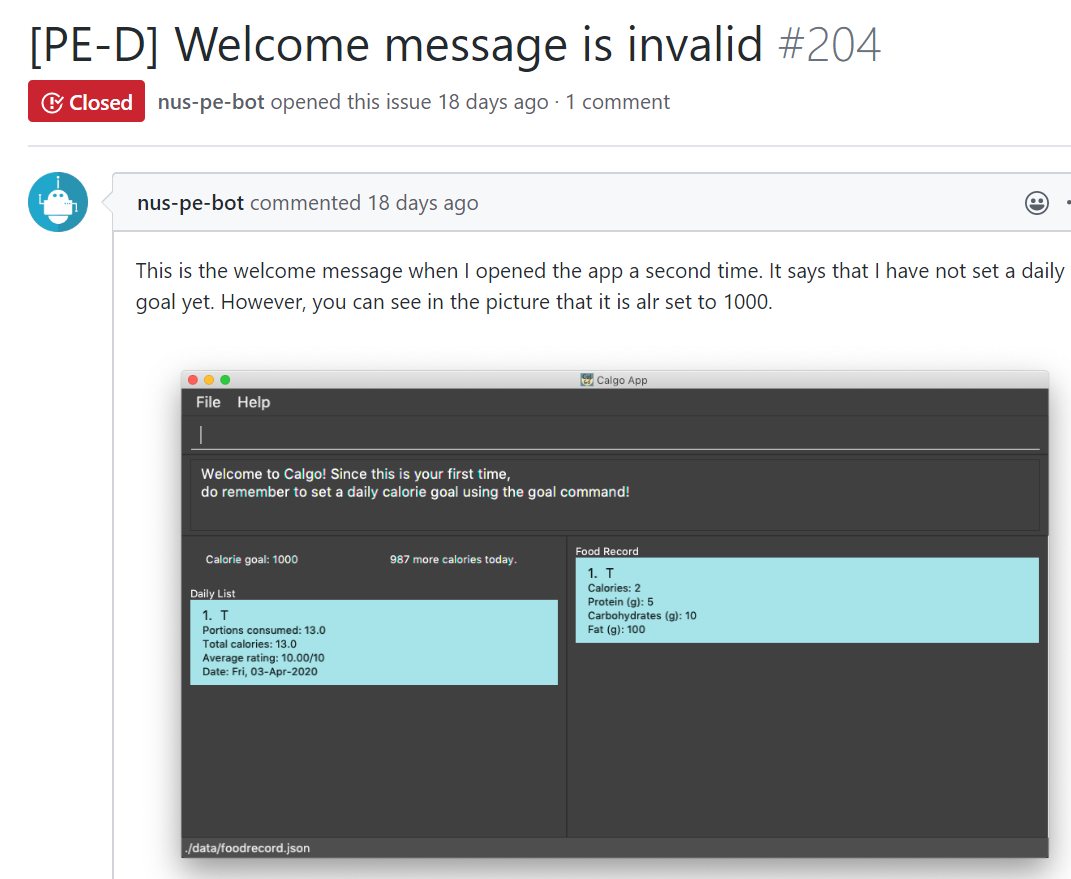 [PE-D] Welcome message is invalid #204
Closed nus-pe-bot opened this issue 18 days ago · 1 comment
nus-pe-bot commented 18 days ago
This is the welcome message when I opened the app a second time. It says that I have not set a daily
goal yet. However, you can see in the picture that it is alr set to 1000.
Calgo App
File Help
Welcome to Calgo! Since this is your first time,
do remember to set a daily calorie goal using the goal command!
Calorie goal: 1000 987 more calories today.
Daily List
1. T
Portions consumed: 13.0
Total calories: 13.0
Average rating: 10.00/10
Date: Fri, 03-Apr-2020
Food Record
1. T
Calories: 2
Protein (g): 5
Carbohydrates (g): 10
Fat (g): 100
./data/foodrecord.json